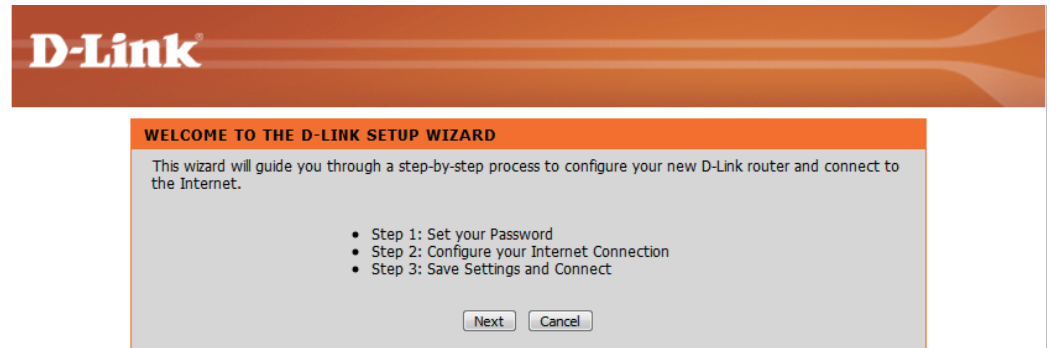 D-Link®
WELCOME TO THE D-LINK SETUP WIZARD
This wizard will guide you through a step-by-step process to configure your new D-Link router and connect to
the Internet.
• Step 1: Set your Password
• Step 2: Configure your Internet Connection
• Step 3: Save Settings and Connect
Next Cancel